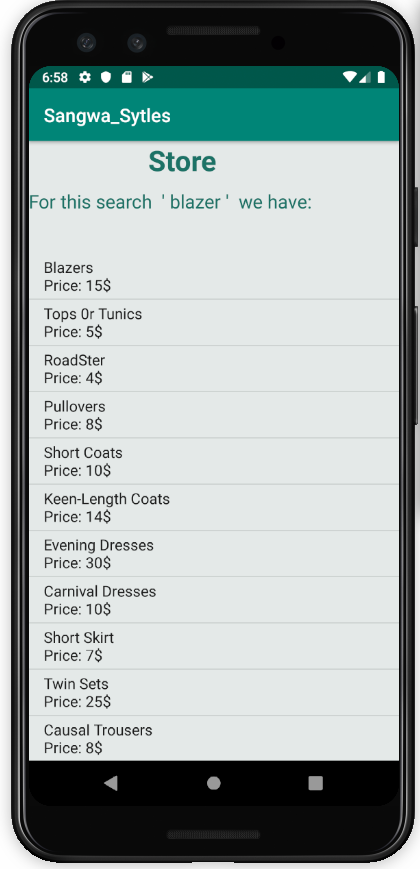 6:58
Sangwa_Sytles
Store
For this search ' blazer ' we have:
Blazers
Price: 15$
Tops 0r Tunics
Price: 5$
RoadSter
Price: 4$
Pullovers
Price: 8$
Short Coats
Price: 10$
Keen-Length Coats
Price: 14$
Evening Dresses
Price: 30$
Carnival Dresses
Price: 10$
Short Skirt
Price: 7$
Twin Sets
Price: 25$
Causal Trousers
Price: 8$